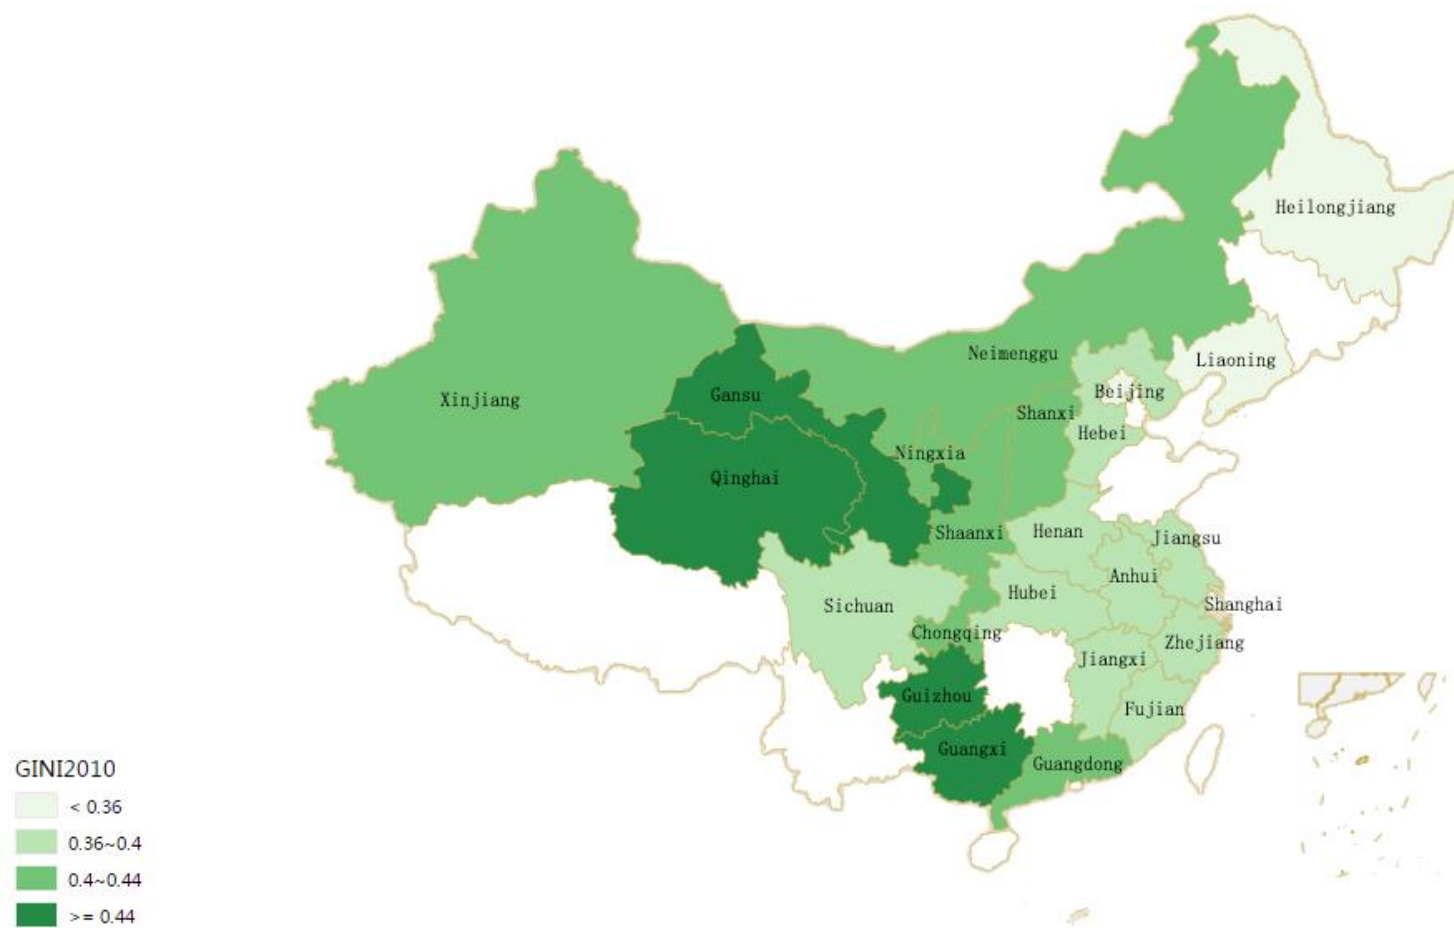 Heilongjiang
Neimenggu
Liaoning
Beijing
Xinjiang
Gansu
Shanxi
Hebei
Ningxia
Qinghai
Shaanxi
Henan
Jiangsu
Anhui
Hubei
Sichuan
Shanghai
Chongqing
Zhejiang
Jiangxi
Guizhou
Fujian
Guangxi
Guangdong
GINI2010
< 0.36
0.36~0.4
0.4~0.44
>= 0.44